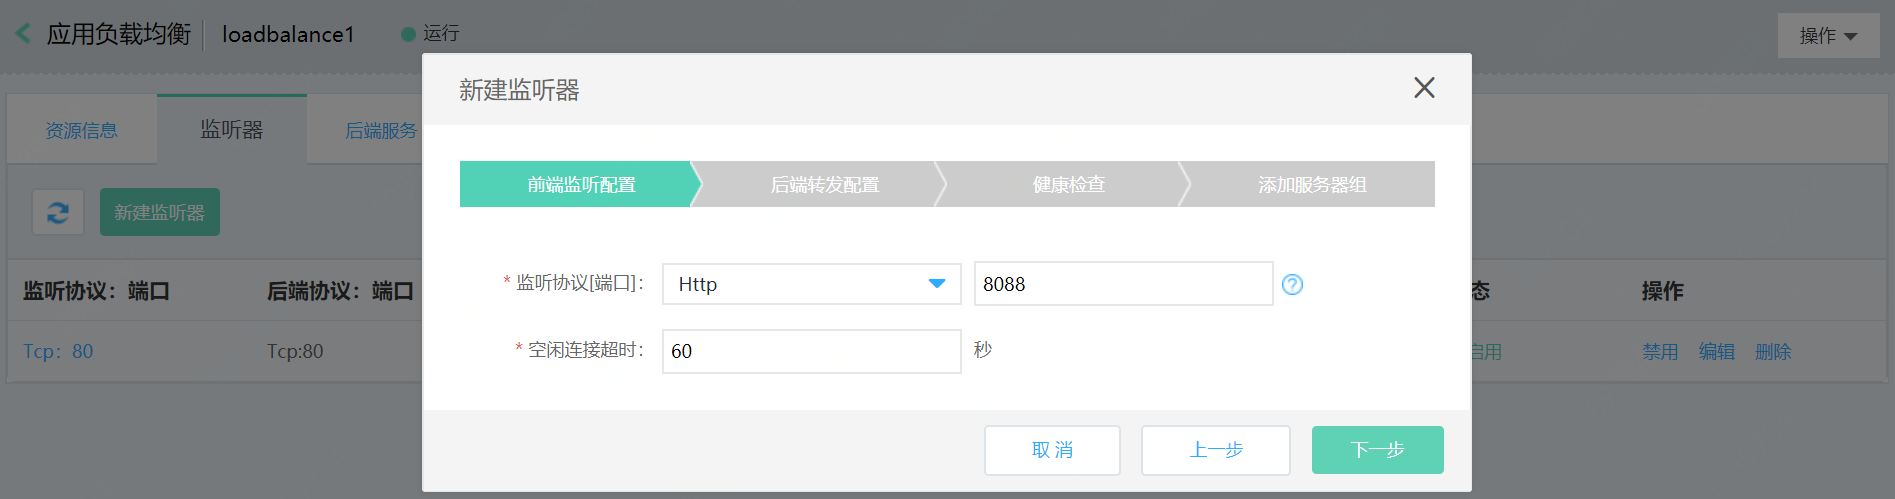 应用负载均衡 loadbalance1 运行 操作
新建监听器
资源信息 监听器 后端服务
前端监听配置 后端转发配置 健康检查 添加服务器组
新建监听器
* 监听协议[端口]： Http 8088 ?
监听协议：端口 后端协议：端口 态 操作
* 空闲连接超时： 60 秒
Tcp：80 Tcp:80 启用 禁用 编辑 删除
取 消 上一步 下一步